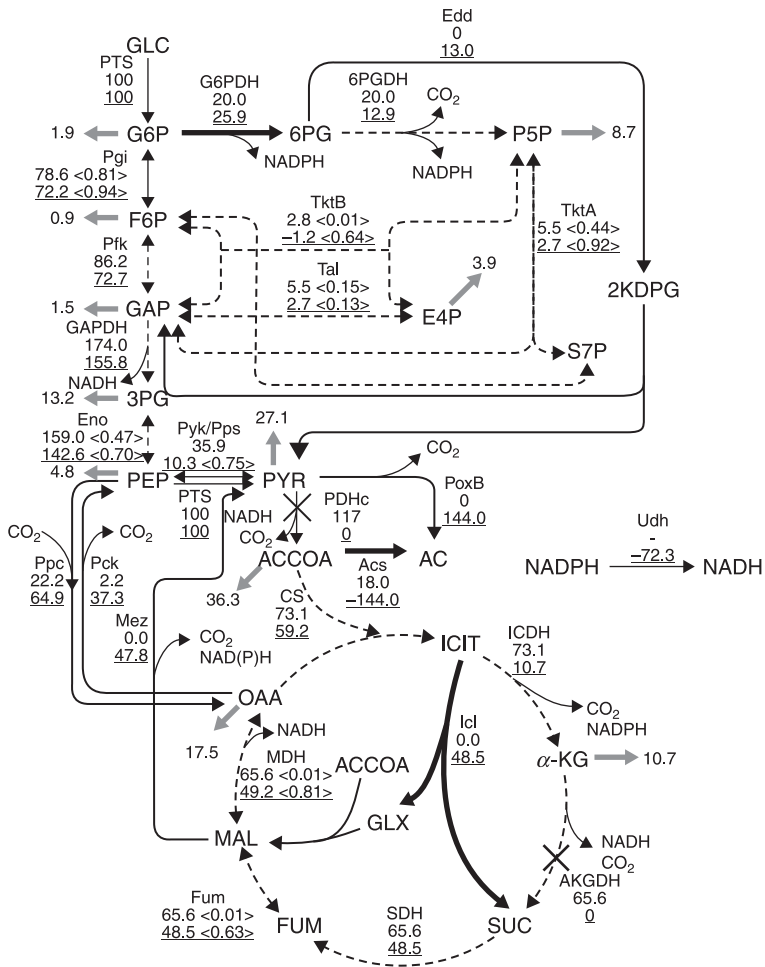 Edd
0
13.0
GLC
PTS
100
100
G6PDH
20.0
25.9
6PGDH
20.0
12.9
CO2
1.9
G6P
6PG
P5P
8.7
NADPH
NADPH
Pgi
78.6 <0.81>
72.2 <0.94>
TktB
2.8 <0.01>
–1.2 <0.64>
TktA
5.5 <0.44>
2.7 <0.92>
0.9
F6P
Pfk
86.2
72.7
Tal
5.5 <0.15>
2.7 <0.13>
3.9
2KDPG
1.5
GAP
E4P
GAPDH
174.0
155.8
S7P
NADH
13.2
3PG
Eno
159.0 <0.47>
142.6 <0.70>
Pyk/Pps
35.9
10.3 <0.75>
27.1
CO2
4.8
PEP
PYR
PTS
100
100
NADH
CO2
PDHc
117
0
PoxB
0
144.0
Udh
-
–72.3
CO2
CO2
Ppc
22.2
64.9
Pck
2.2
37.3
ACCOA
AC
NADPH
NADH
Acs
18.0
–144.0
36.3
CS
73.1
59.2
Mez
0.0
47.8
CO2
NAD(P)H
ICIT
ICDH
73.1
10.7
OAA
CO2
NADPH
17.5
NADH
Icl
0.0
48.5
MDH
65.6 <0.01>
49.2 <0.81>
ACCOA
α-KG
10.7
GLX
MAL
NADH
CO2
AKGDH
65.6
0
Fum
65.6 <0.01>
48.5 <0.63>
FUM
SDH
65.6
48.5
SUC